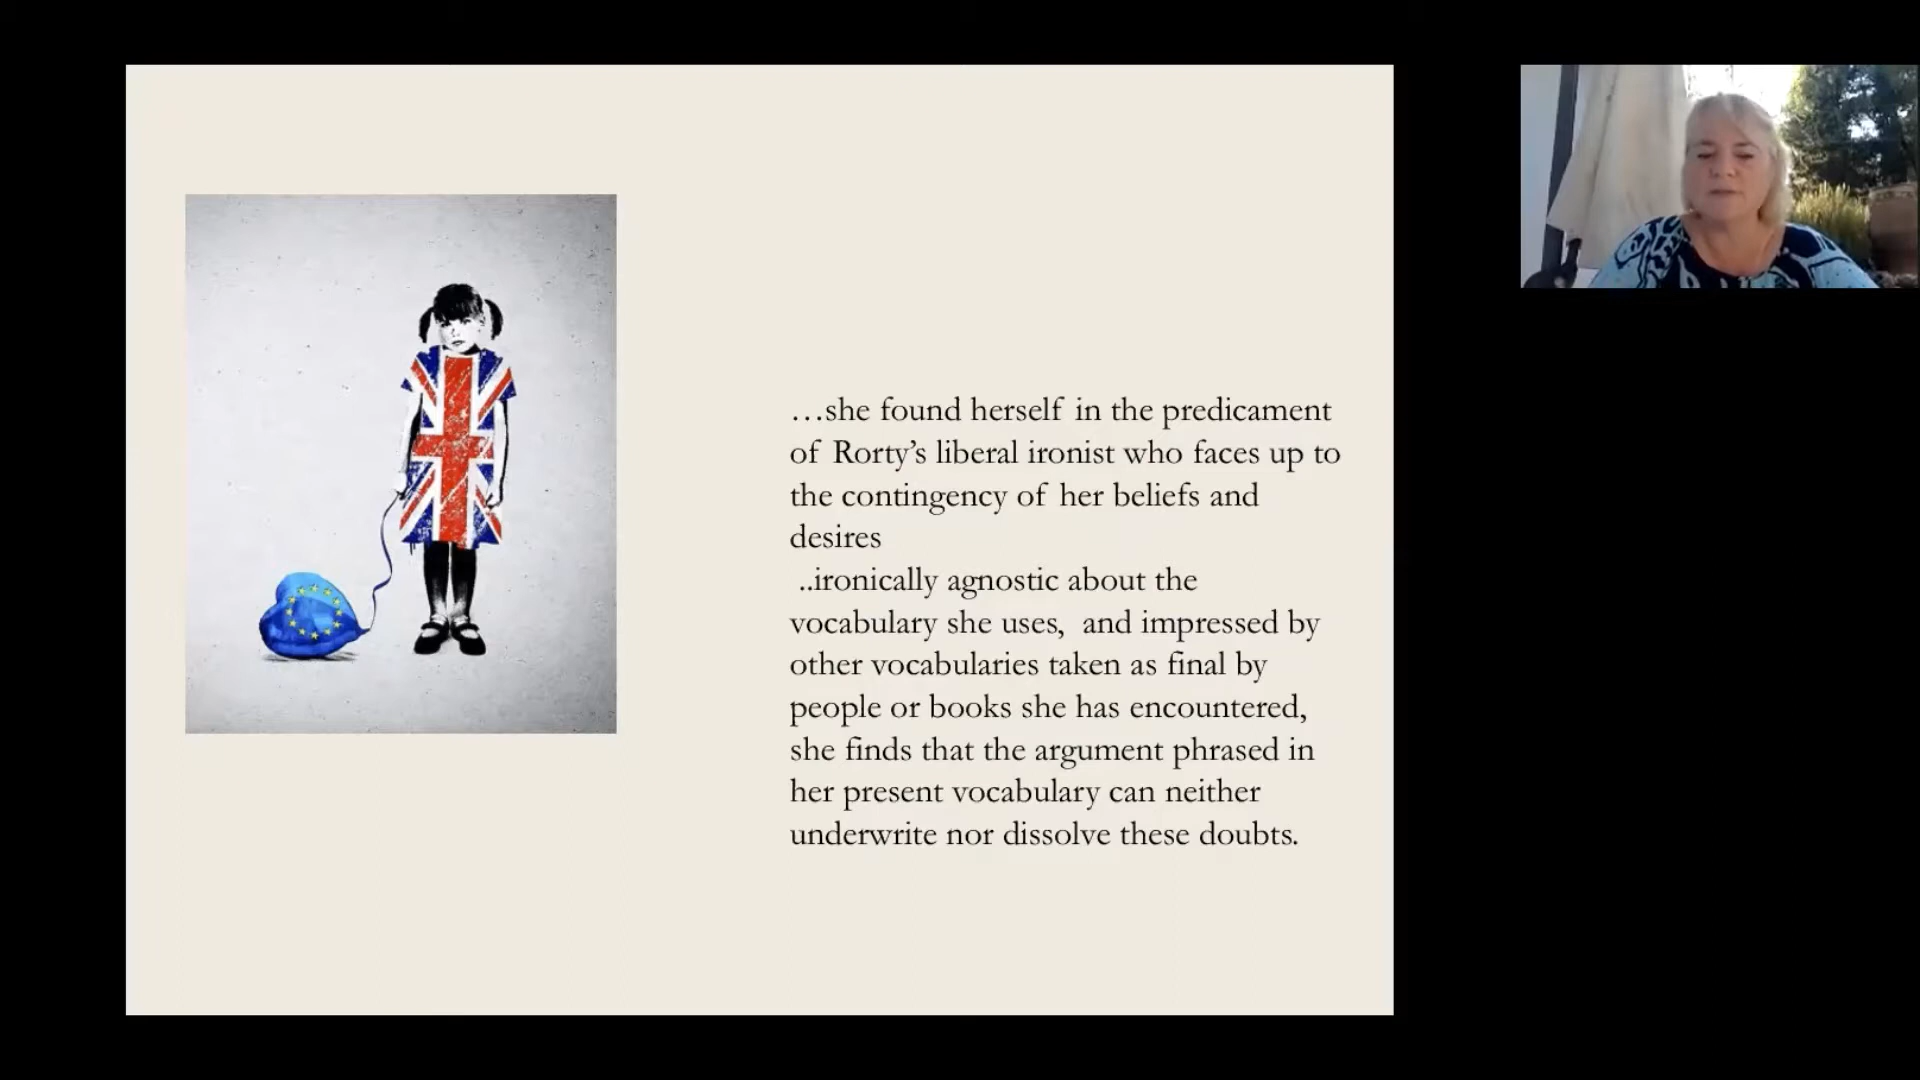 …she found herself in the predicament
of Rorty’s liberal ironist who faces up to
the contingency of her beliefs and
desires
..ironically agnostic about the
vocabulary she uses, and impressed by
other vocabularies taken as final by
people or books she has encountered,
she finds that the argument phrased in
her present vocabulary can neither
underwrite nor dissolve these doubts.